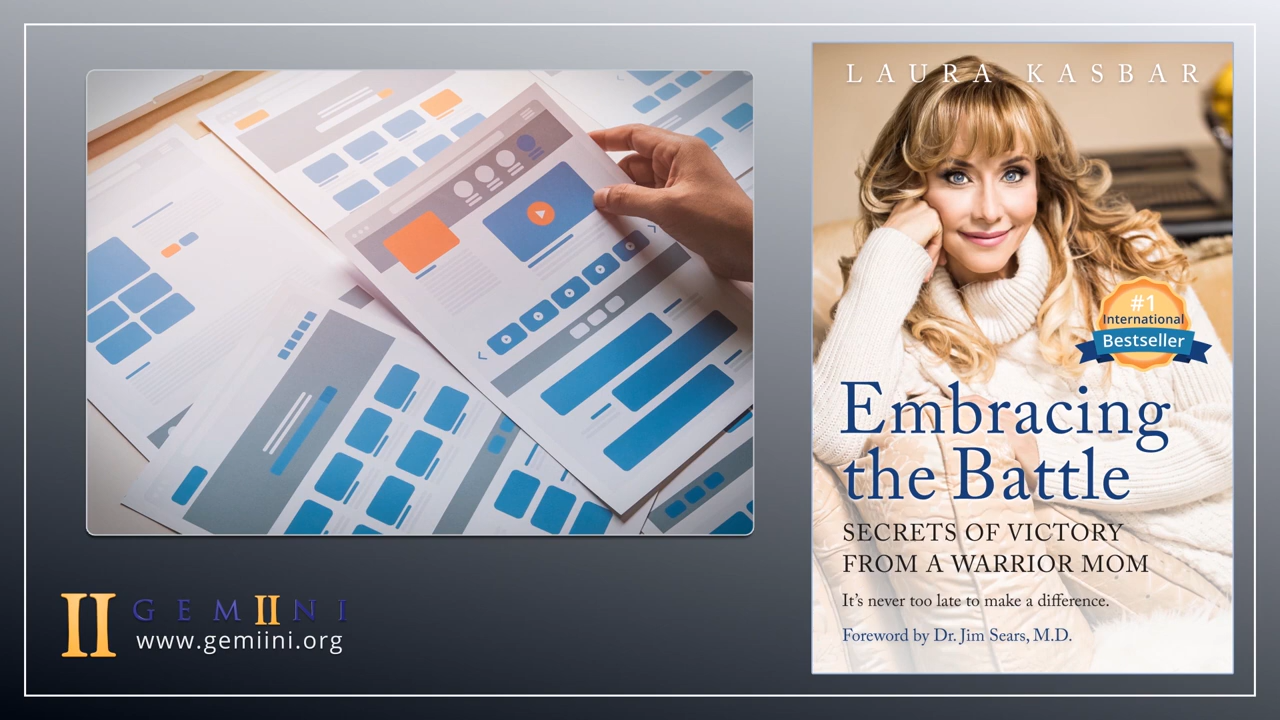 GEMIINI
www.gemiini.org
LAURA KASBAR
#1
International
Bestseller
Embracing
the Battle
SECRETS OF VICTORY
FROM A WARRIOR MOM
It's never too late to make a difference.
Foreword by Dr. Jim Sears, M.D.